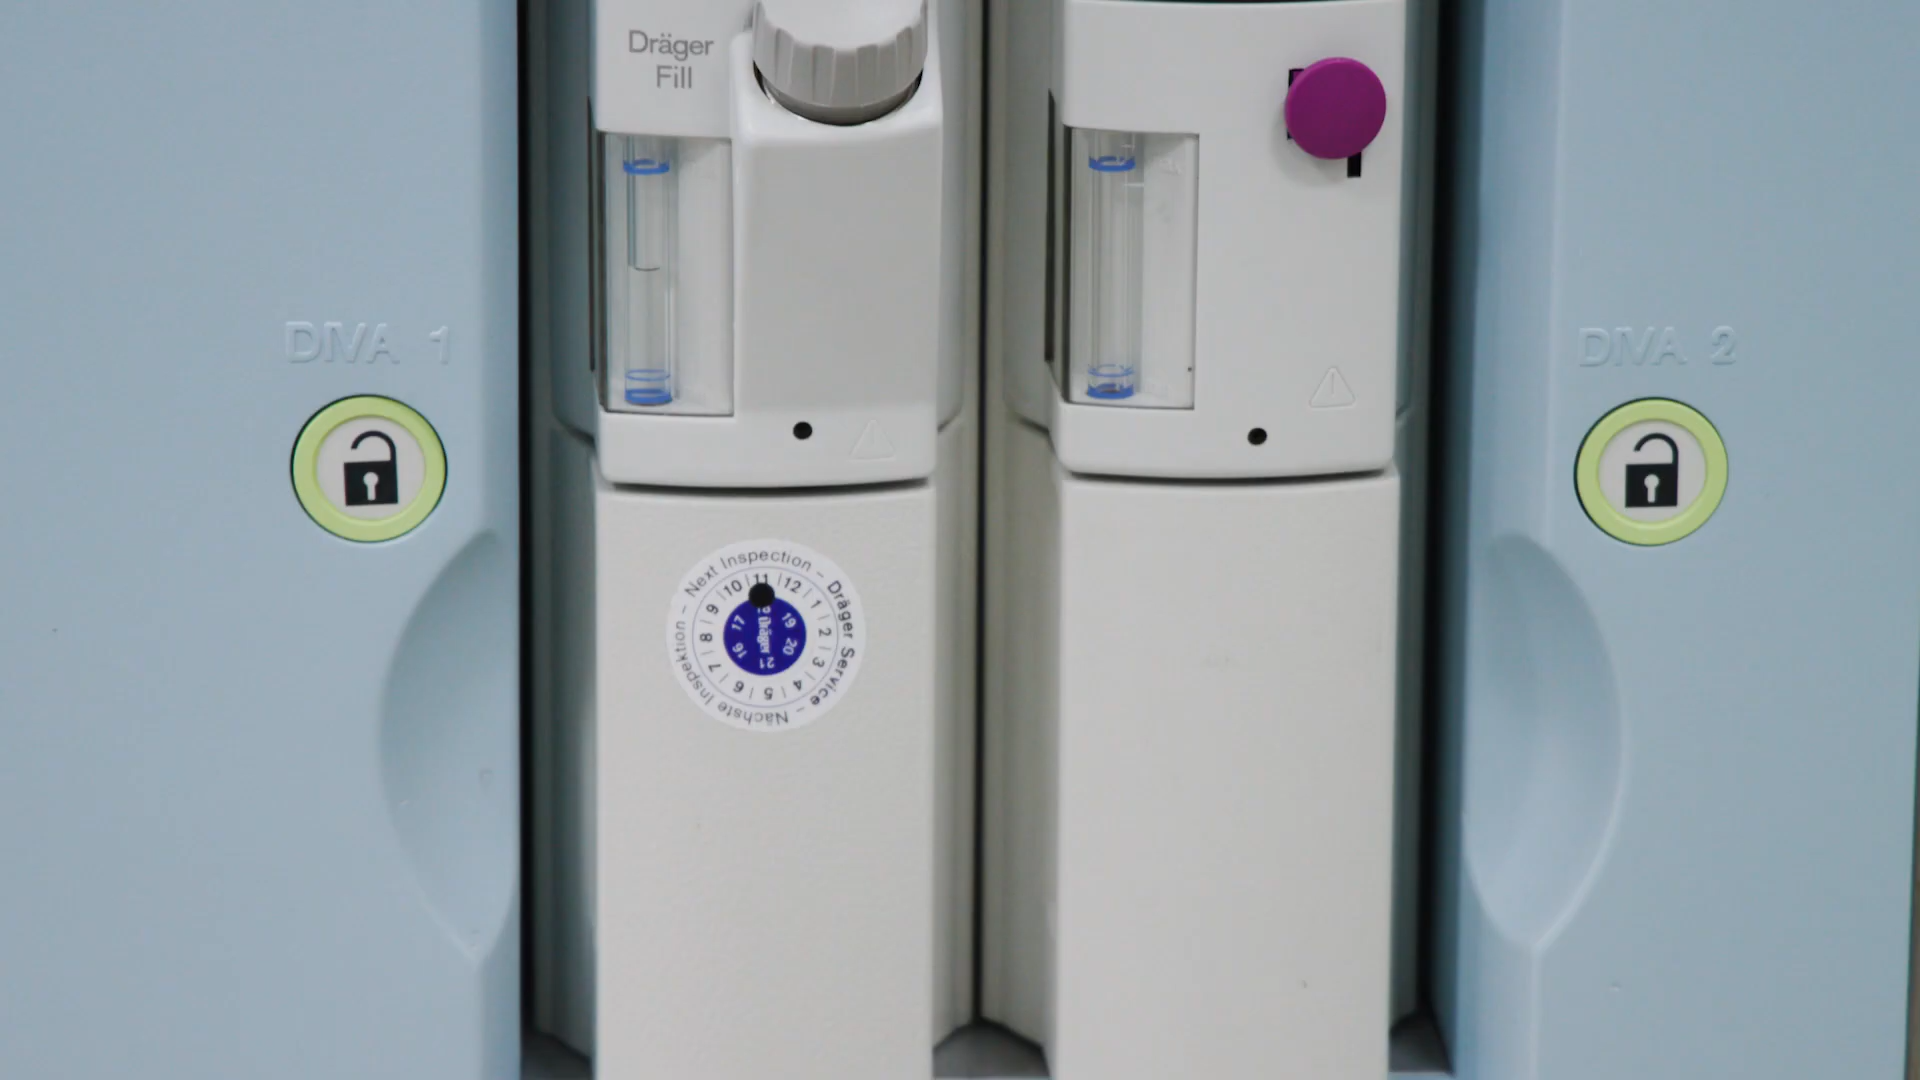 Dräger
Fill
DIVA 1
DIVA 2
Next Inspection – Dräger Service – Nächste Inspektion –
10 11 12 1 2 3 4 5 6 7 8 9
16 17 19 20 21
Dräger